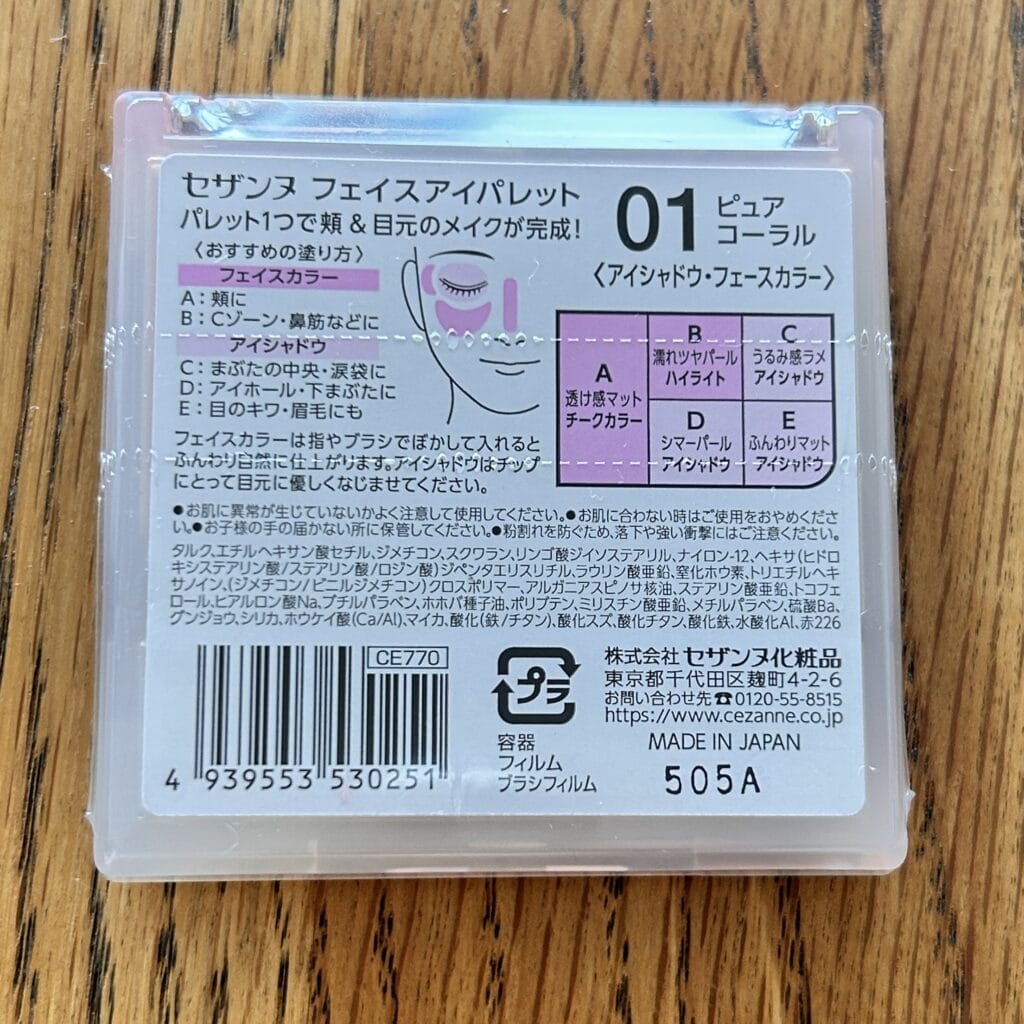 セザンヌ フェイスアイパレット
パレット1つで頬 & 目元のメイクが完成!
〈おすすめの塗り方〉
フェイスカラー
A：頬に
B：Cゾーン・鼻筋などに
アイシャドウ
C：まぶたの中央・涙袋に
D：アイホール・下まぶたに
E：目のキワ・眉毛にも
フェイスカラーは指やブラシでぼかして入れると
ふんわり自然に仕上がります。アイシャドウはチップ
にとって目元に優しくなじませてください。
01 ピュア
コーラル
〈アイシャドウ・フェースカラー〉
A
透け感マット
チークカラー
B
濡れツヤパール
ハイライト
C
うるみ感ラメ
アイシャドウ
D
シマーパール
アイシャドウ
E
ふんわりマット
アイシャドウ
●お肌に異常が生じていないかよく注意して使用してください。●お肌に合わない時はご使用をおやめくださ
い。●お子様の手の届かない所に保管してください。●粉割れを防ぐため、落下や強い衝撃にはご注意ください。
タルク、エチルヘキサン酸セチル、ジメチコン、スクワラン、リンゴ酸ジイソステアリル、ナイロン-12、ヘキサ(ヒドロ
キシステアリン酸/ステアリン酸/ロジン酸)ジペンタエリスリチル、ラウリン酸亜鉛、窒化ホウ素、トリエチルヘキ
サノイン、(ジメチコン/ビニルジメチコン)クロスポリマー、アルガニアスピノサ核油、ステアリン酸亜鉛、トコフェ
ロール、ヒアルロン酸Na、ブチルパラベン、ホホバ種子油、ポリブテン、ミリスチン酸亜鉛、メチルパラベン、硫酸Ba、
グンジョウ、シリカ、ホウケイ酸(Ca/Al)、マイカ、酸化(鉄/チタン)、酸化スズ、酸化チタン、酸化鉄、水酸化Al、赤226
CE770
4 939553 530251
プラ
容器
フィルム
ブラシフィルム
株式会社 セザンヌ化粧品
東京都千代田区麹町4-2-6
お問い合わせ先☎0120-55-8515
https://www.cezanne.co.jp
MADE IN JAPAN
505A